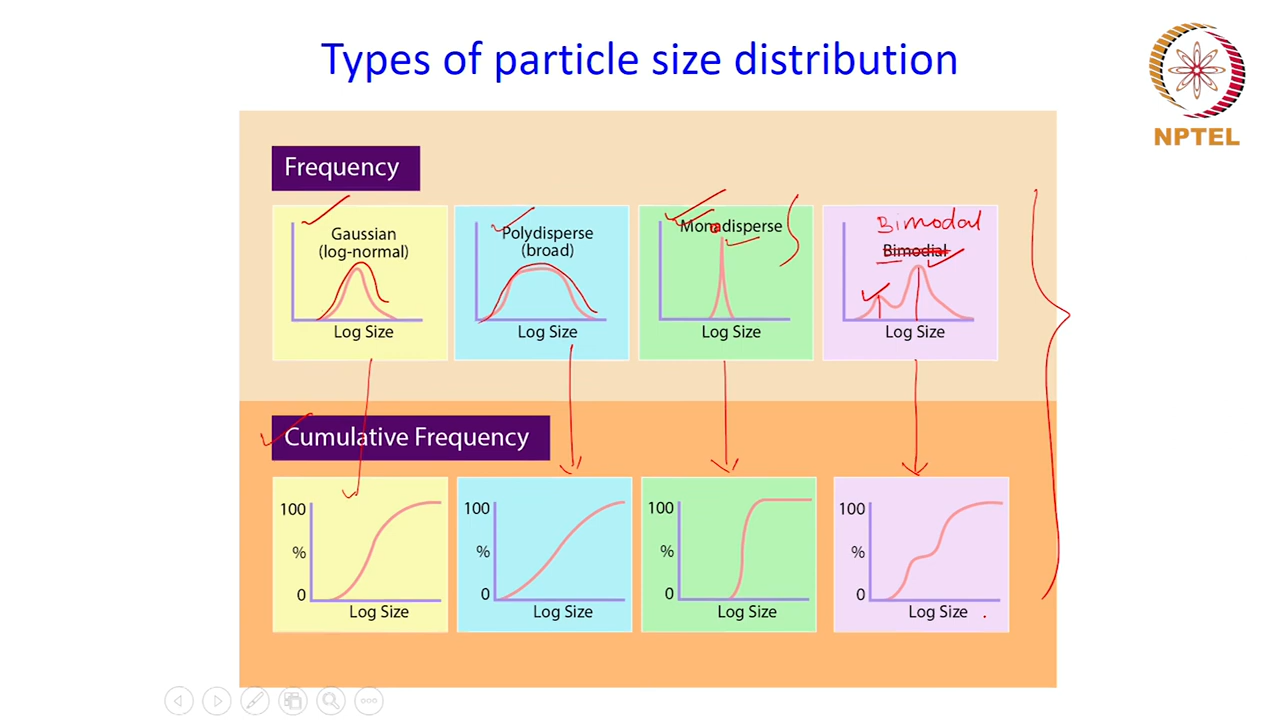 Types of particle size distribution
NPTEL
Frequency
Gaussian
(log-normal)
Log Size
Polydisperse
(broad)
Log Size
Monodisperse
Log Size
Bimodal
Bimodial
Log Size
Cumulative Frequency
100
%
0
Log Size
100
%
0
Log Size
100
%
0
Log Size
100
%
0
Log Size